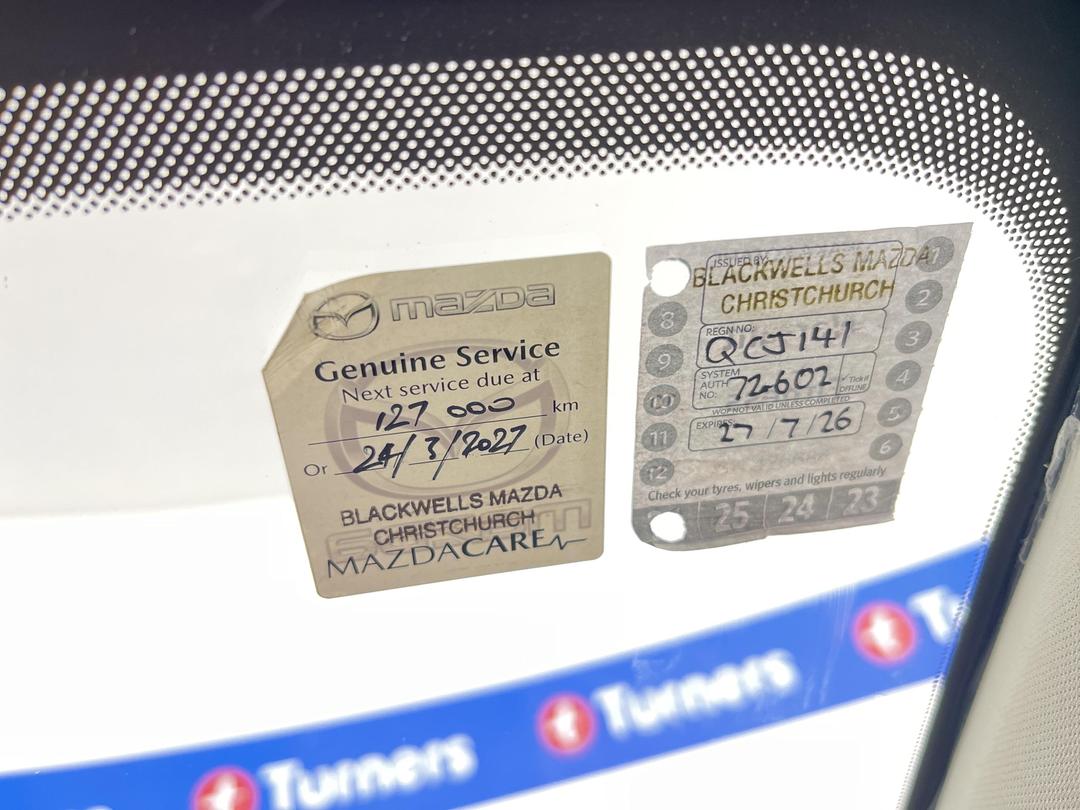 mazda
Genuine Service
Next service due at
127 000 km
Or 24/3/2027 (Date)
BLACKWELLS MAZDA
CHRISTCHURCH
MAZDACARE
ISSUED BY:
BLACKWELLS MAZDA
CHRISTCHURCH
REGN NO:
QCJ141
SYSTEM
AUTH
NO: 72602
✓ Tick if
OFFLINE
WOF NOT VALID UNLESS COMPLETED
EXPIRES 27/7/26
1
2
3
4
5
6
8
9
10
11
12
Check your tyres, wipers and lights regularly
25 24 23
Turners
Turners